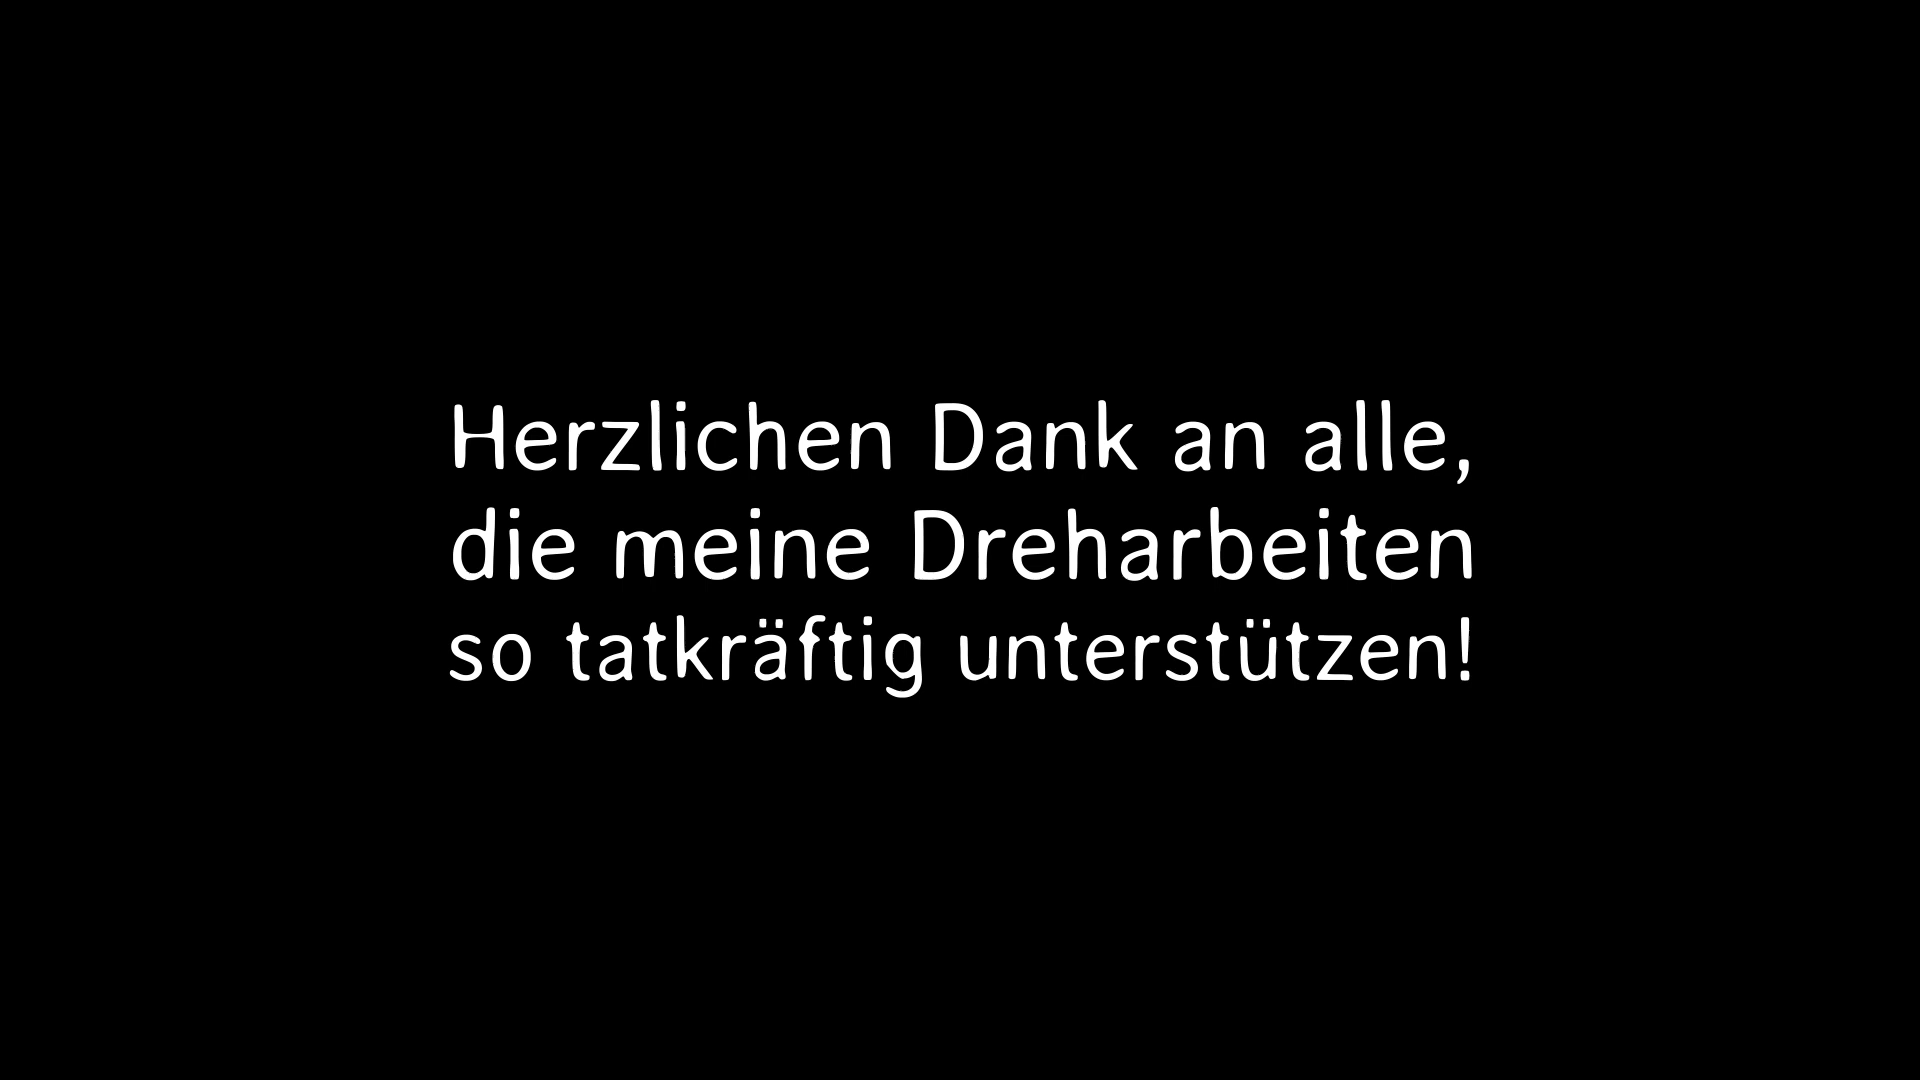 Herzlichen Dank an alle,
die meine Dreharbeiten
so tatkräftig unterstützen!